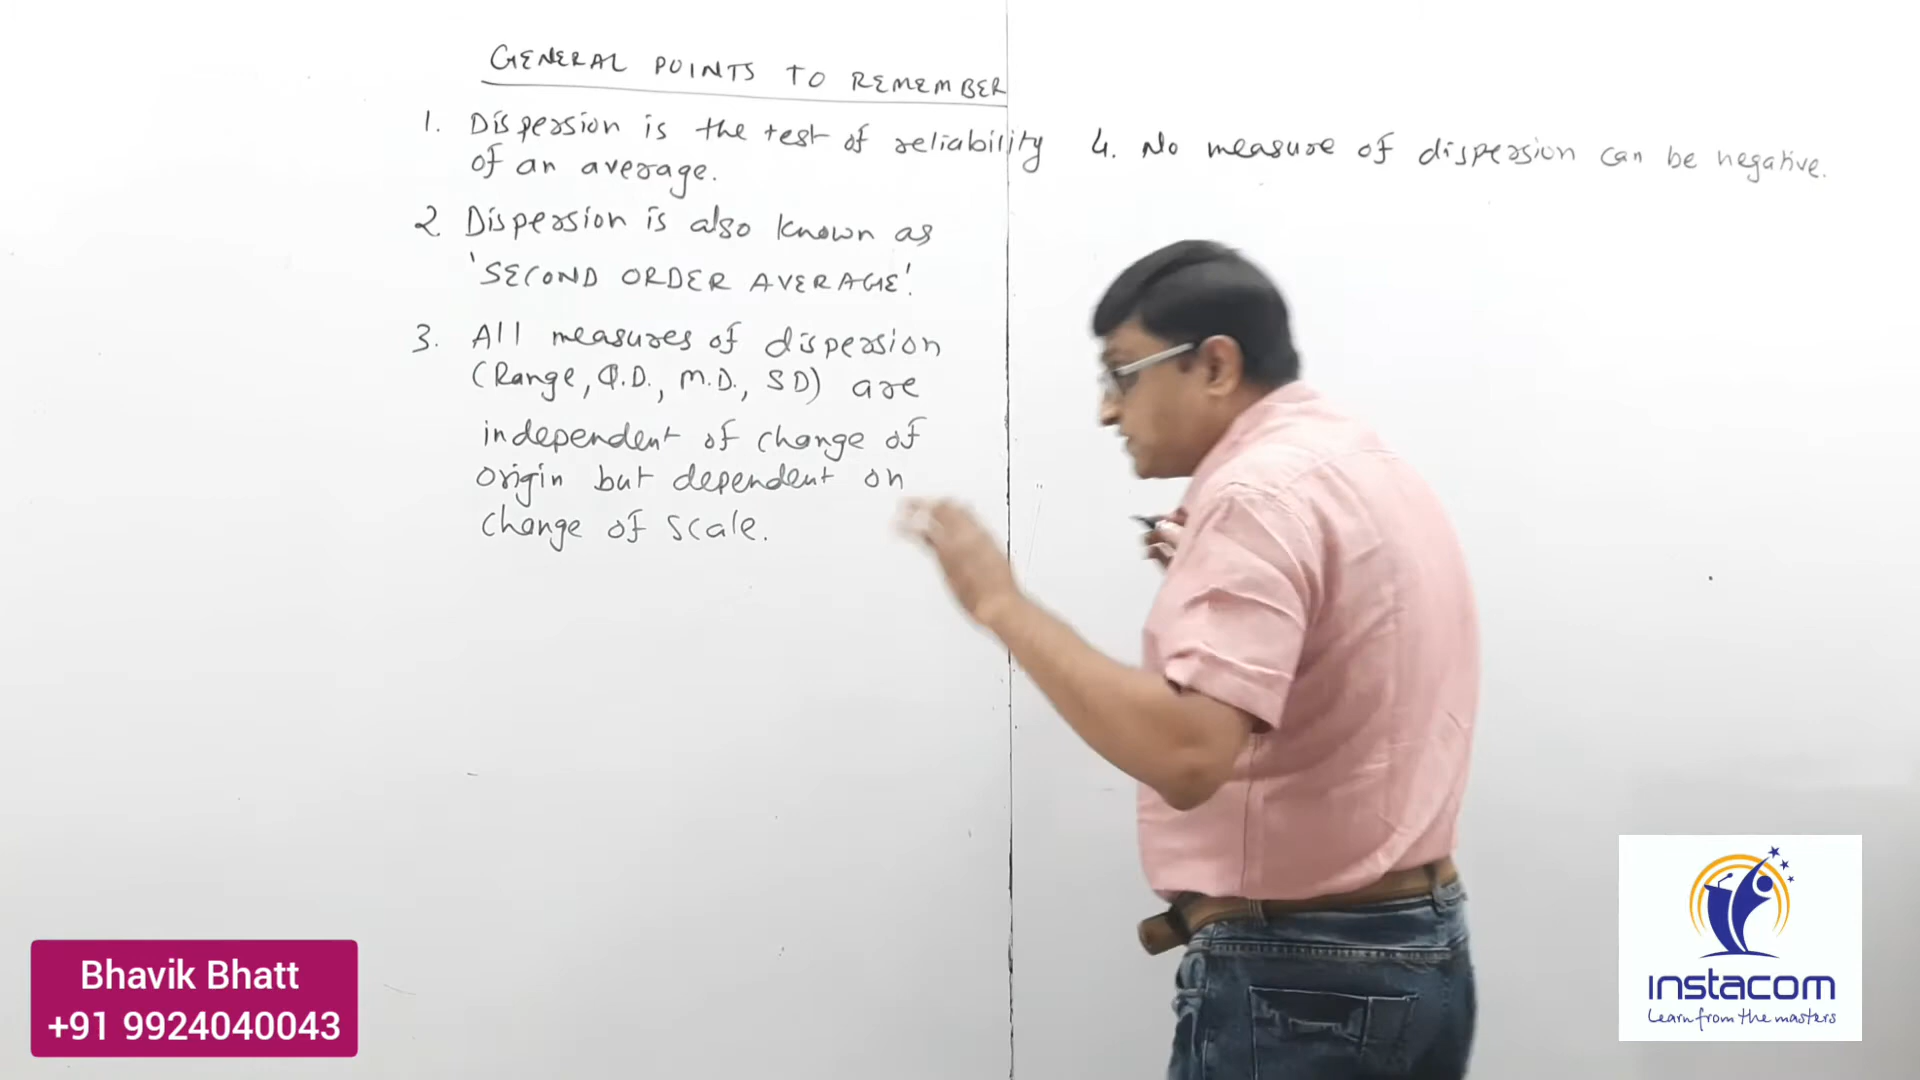 GENERAL POINTS TO REMEMBER
1. Dispersion is the test of reliability
of an average.
2 Dispersion is also known as
'SECOND ORDER AVERAGE'.
3. All measures of dispersion
(Range, Q.D., M.D., SD) are
independent of change of
origin but dependent on
change of scale.
4. No measure of dispersion can be negative.
Bhavik Bhatt
+91 9924040043
instacom
Learn from the masters